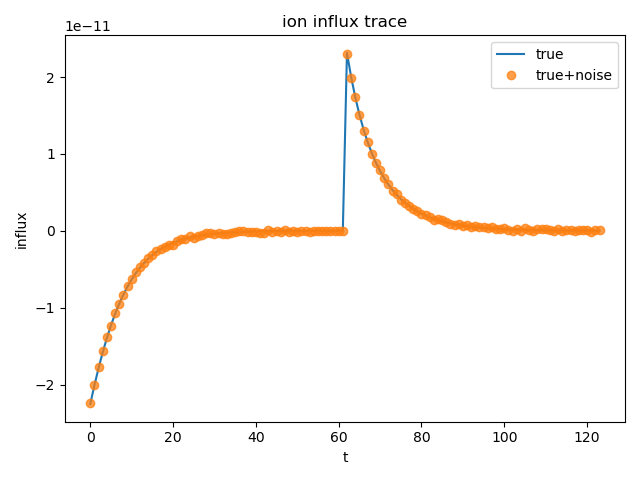 ion influx trace
1e−11
true
true+noise
2
1
0
−1
−2
influx
0
20
40
60
80
100
120
t